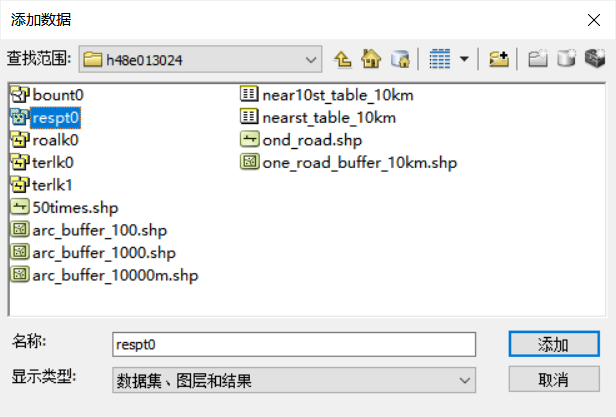 添加数据
查找范围: h48e013024
bount0
respt0
roalk0
terlk0
terlk1
50times.shp
arc_buffer_100.shp
arc_buffer_1000.shp
arc_buffer_10000m.shp
near10st_table_10km
nearst_table_10km
ond_road.shp
one_road_buffer_10km.shp
名称: respt0 添加
显示类型: 数据集、图层和结果 取消